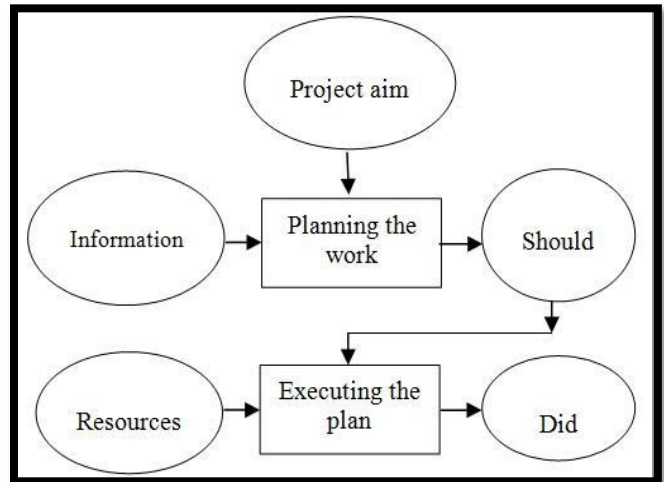 Project aim
Information
Planning the
work
Should
Resources
Executing the
plan
Did